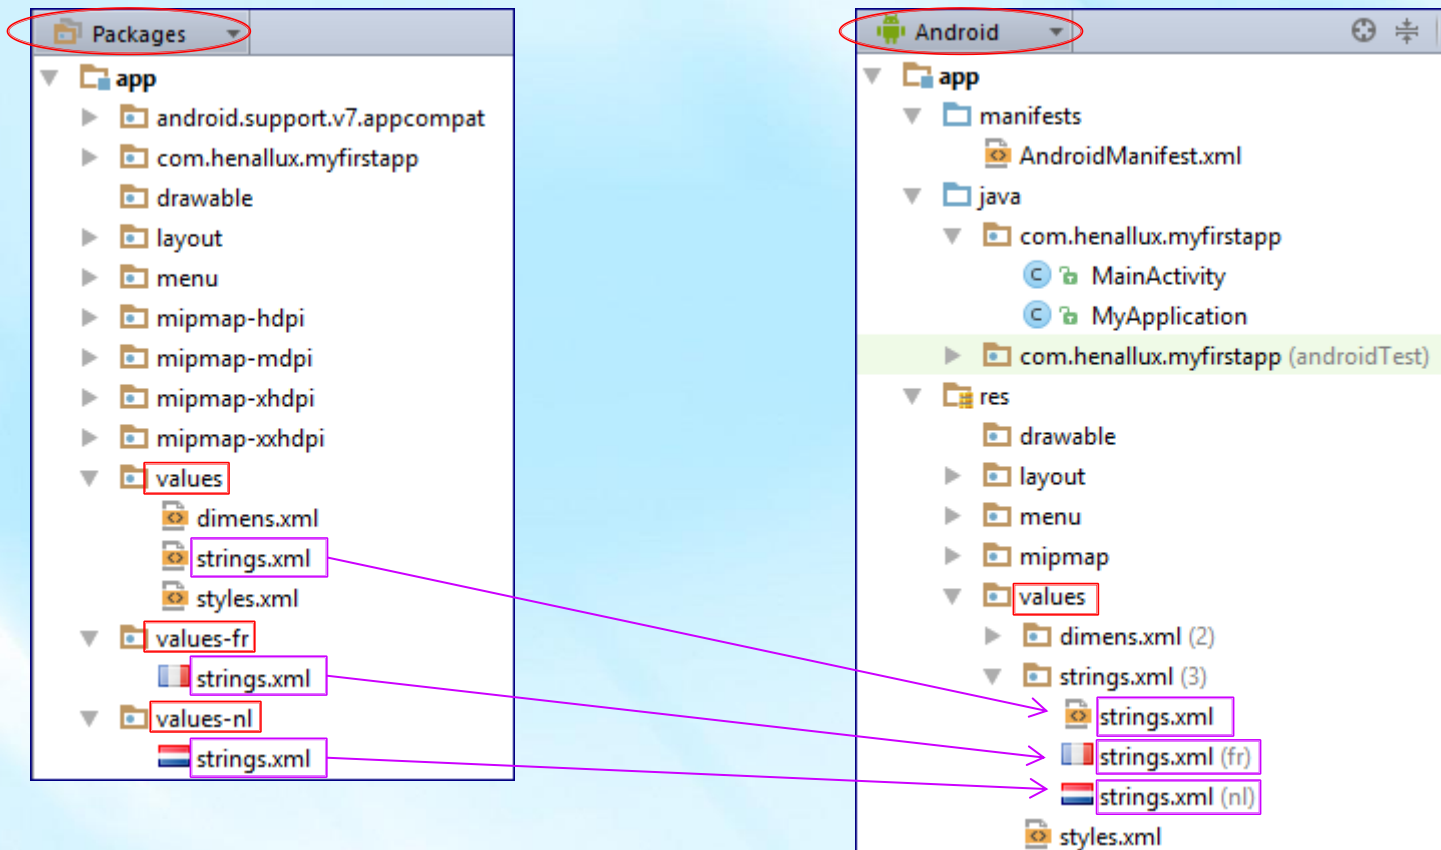 Packages
app
android.support.v7.appcompat
com.henallux.myfirstapp
drawable
layout
menu
mipmap-hdpi
mipmap-mdpi
mipmap-xhdpi
mipmap-xxhdpi
values
dimens.xml
strings.xml
styles.xml
values-fr
strings.xml
values-nl
strings.xml
Android
app
manifests
AndroidManifest.xml
java
com.henallux.myfirstapp
MainActivity
MyApplication
com.henallux.myfirstapp (androidTest)
res
drawable
layout
menu
mipmap
values
dimens.xml (2)
strings.xml (3)
strings.xml
strings.xml (fr)
strings.xml (nl)
styles.xml